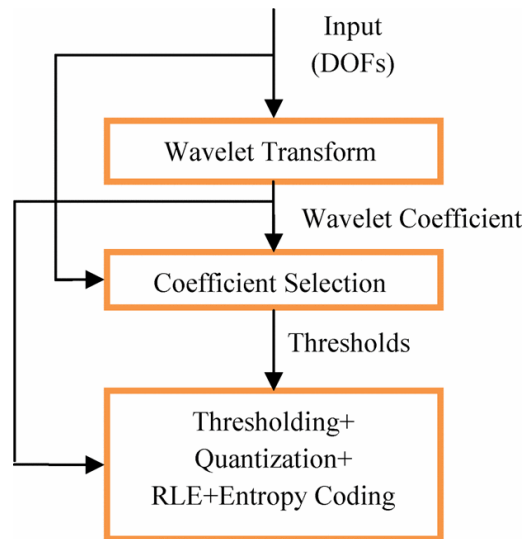 Input
(DOFs)
Wavelet Transform
Wavelet Coefficient
Coefficient Selection
Thresholds
Thresholding+
Quantization+
RLE+Entropy Coding